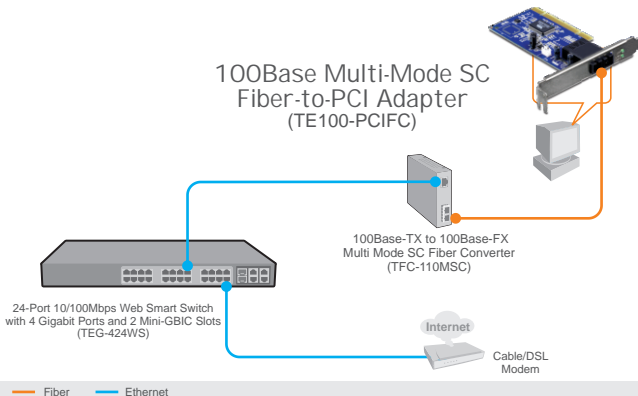 100Base Multi-Mode SC
Fiber-to-PCI Adapter
(TE100-PCIFC)
100Base-TX to 100Base-FX
Multi Mode SC Fiber Converter
(TFC-110MSC)
24-Port 10/100Mbps Web Smart Switch
with 4 Gigabit Ports and 2 Mini-GBIC Slots
(TEG-424WS)
Internet
Cable/DSL
Modem
Fiber Ethernet